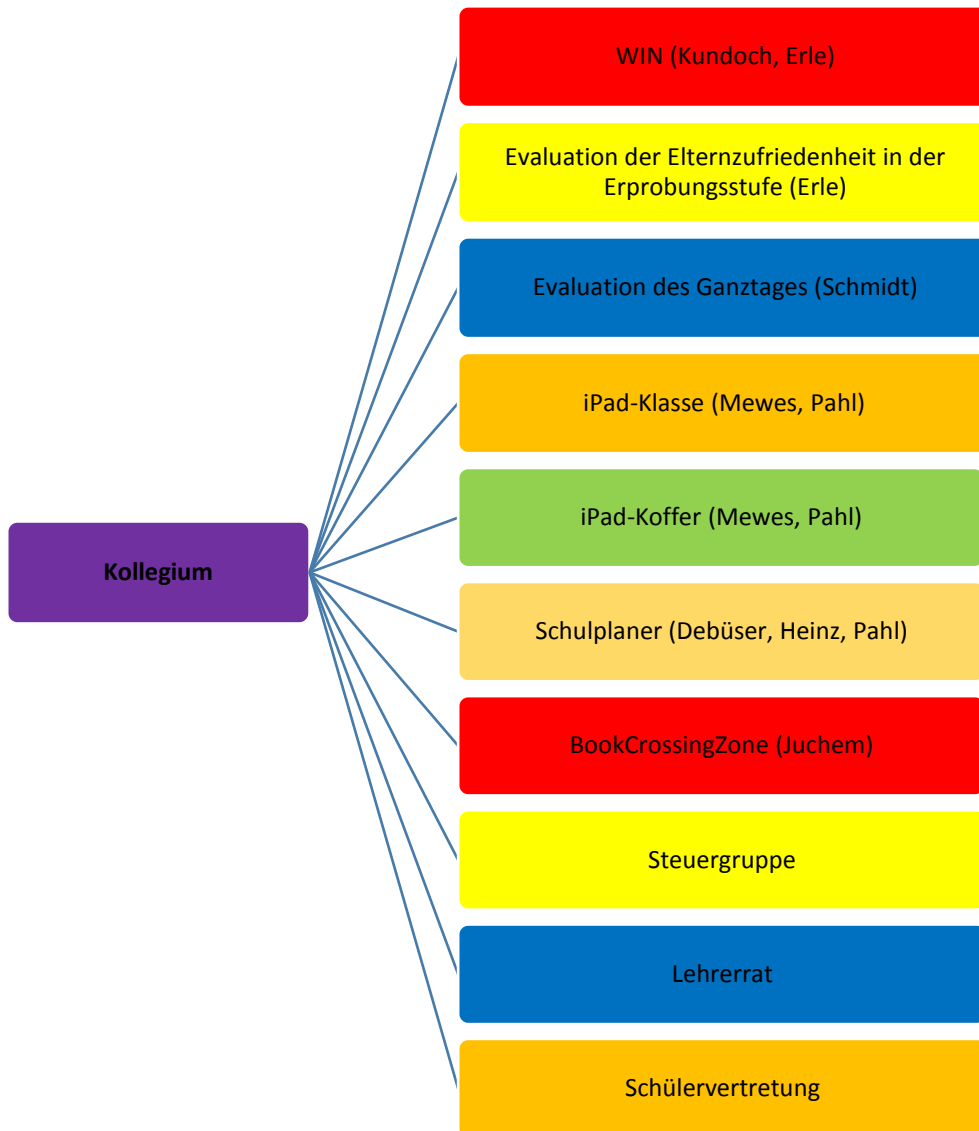 WIN (Kundoch, Erle)
Evaluation der Elternzufriedenheit in der
Erprobungsstufe (Erle)
Evaluation des Ganztages (Schmidt)
iPad-Klasse (Mewes, Pahl)
iPad-Koffer (Mewes, Pahl)
Kollegium
Schulplaner (Debüser, Heinz, Pahl)
BookCrossingZone (Juchem)
Steuergruppe
Lehrerrat
Schülervertretung